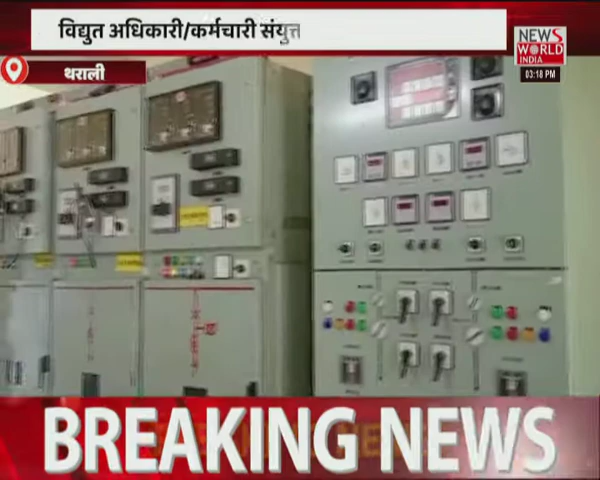 विद्युत अधिकारी/कर्मचारी संयुक्त
NEWS
WORLD
INDIA
थराली
03:18 PM
BREAKING NEWS